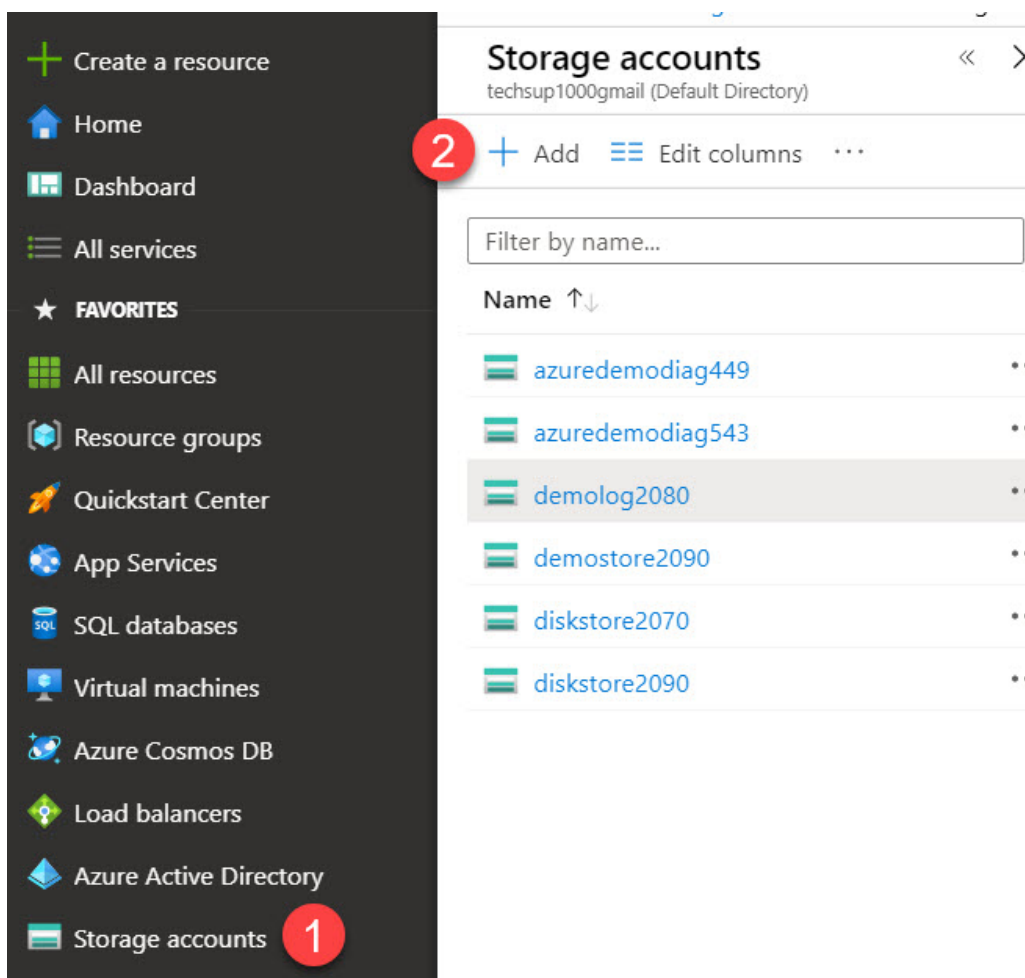 Create a resource
Home
Dashboard
All services
FAVORITES
All resources
Resource groups
Quickstart Center
App Services
SQL
SQL databases
Virtual machines
Azure Cosmos DB
Load balancers
Azure Active Directory
Storage accounts 1
Storage accounts
techsup1000gmail (Default Directory)
2 Add Edit columns ...
Filter by name...
Name
azuredemodiag449
azuredemodiag543
demolog2080
demostore2090
diskstore2070
diskstore2090